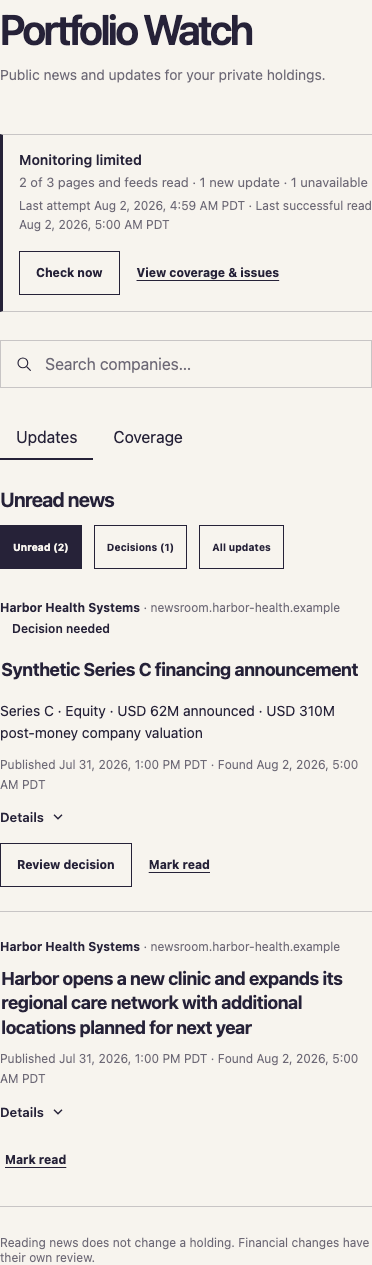 Portfolio Watch
Public news and updates for your private holdings.
Monitoring limited
2 of 3 pages and feeds read · 1 new update · 1 unavailable
Last attempt Aug 2, 2026, 4:59 AM PDT · Last successful read
Aug 2, 2026, 5:00 AM PDT
Check now View coverage & issues
Search companies...
Updates Coverage
Unread news
Unread (2) Decisions (1) All updates
Harbor Health Systems · newsroom.harbor-health.example
Decision needed
Synthetic Series C financing announcement
Series C · Equity · USD 62M announced · USD 310M
post-money company valuation
Published Jul 31, 2026, 1:00 PM PDT · Found Aug 2, 2026, 5:00
AM PDT
Details
Review decision Mark read
Harbor Health Systems · newsroom.harbor-health.example
Harbor opens a new clinic and expands its
regional care network with additional
locations planned for next year
Published Jul 31, 2026, 1:00 PM PDT · Found Aug 2, 2026, 5:00
AM PDT
Details
Mark read
Reading news does not change a holding. Financial changes have
their own review.